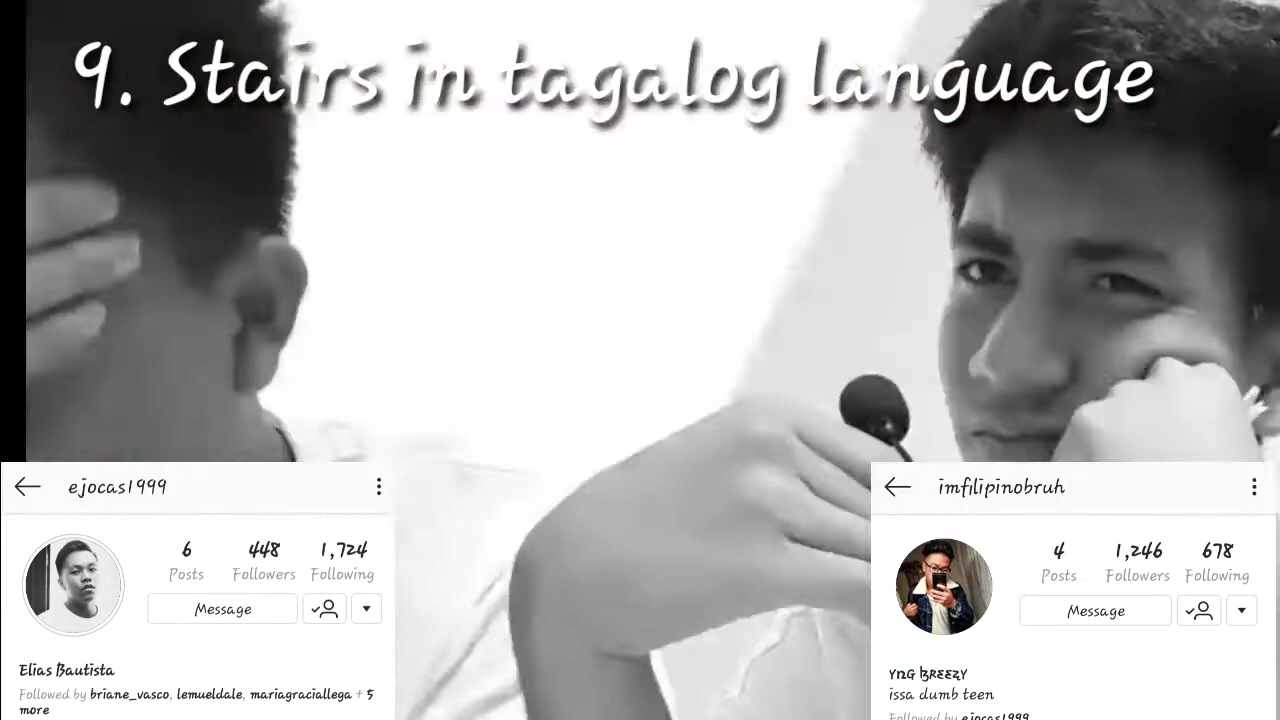 9. Stairs in tagalog language
ejocas1999
6 448 1,724
Posts Followers Following
Message
Elias Bautista
Followed by briane_vasco, lemueldale, mariagraciallega + 5
more
imfilipinobruh
4 1,246 678
Posts Followers Following
Message
YNG BREEZY
issa dumb teen
Followed by ejocas1999